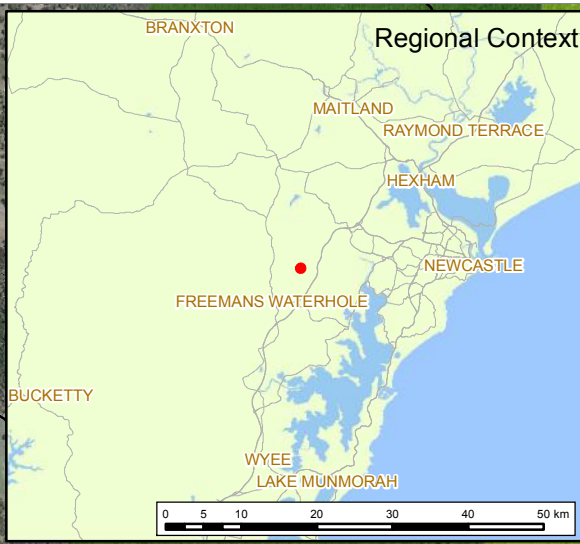 BRANXTON
Regional Context
MAITLAND
RAYMOND TERRACE
HEXHAM
NEWCASTLE
FREEMANS WATERHOLE
BUCKETTY
WYEE
LAKE MUNMORAH
0 5 10 20 30 40 50 km